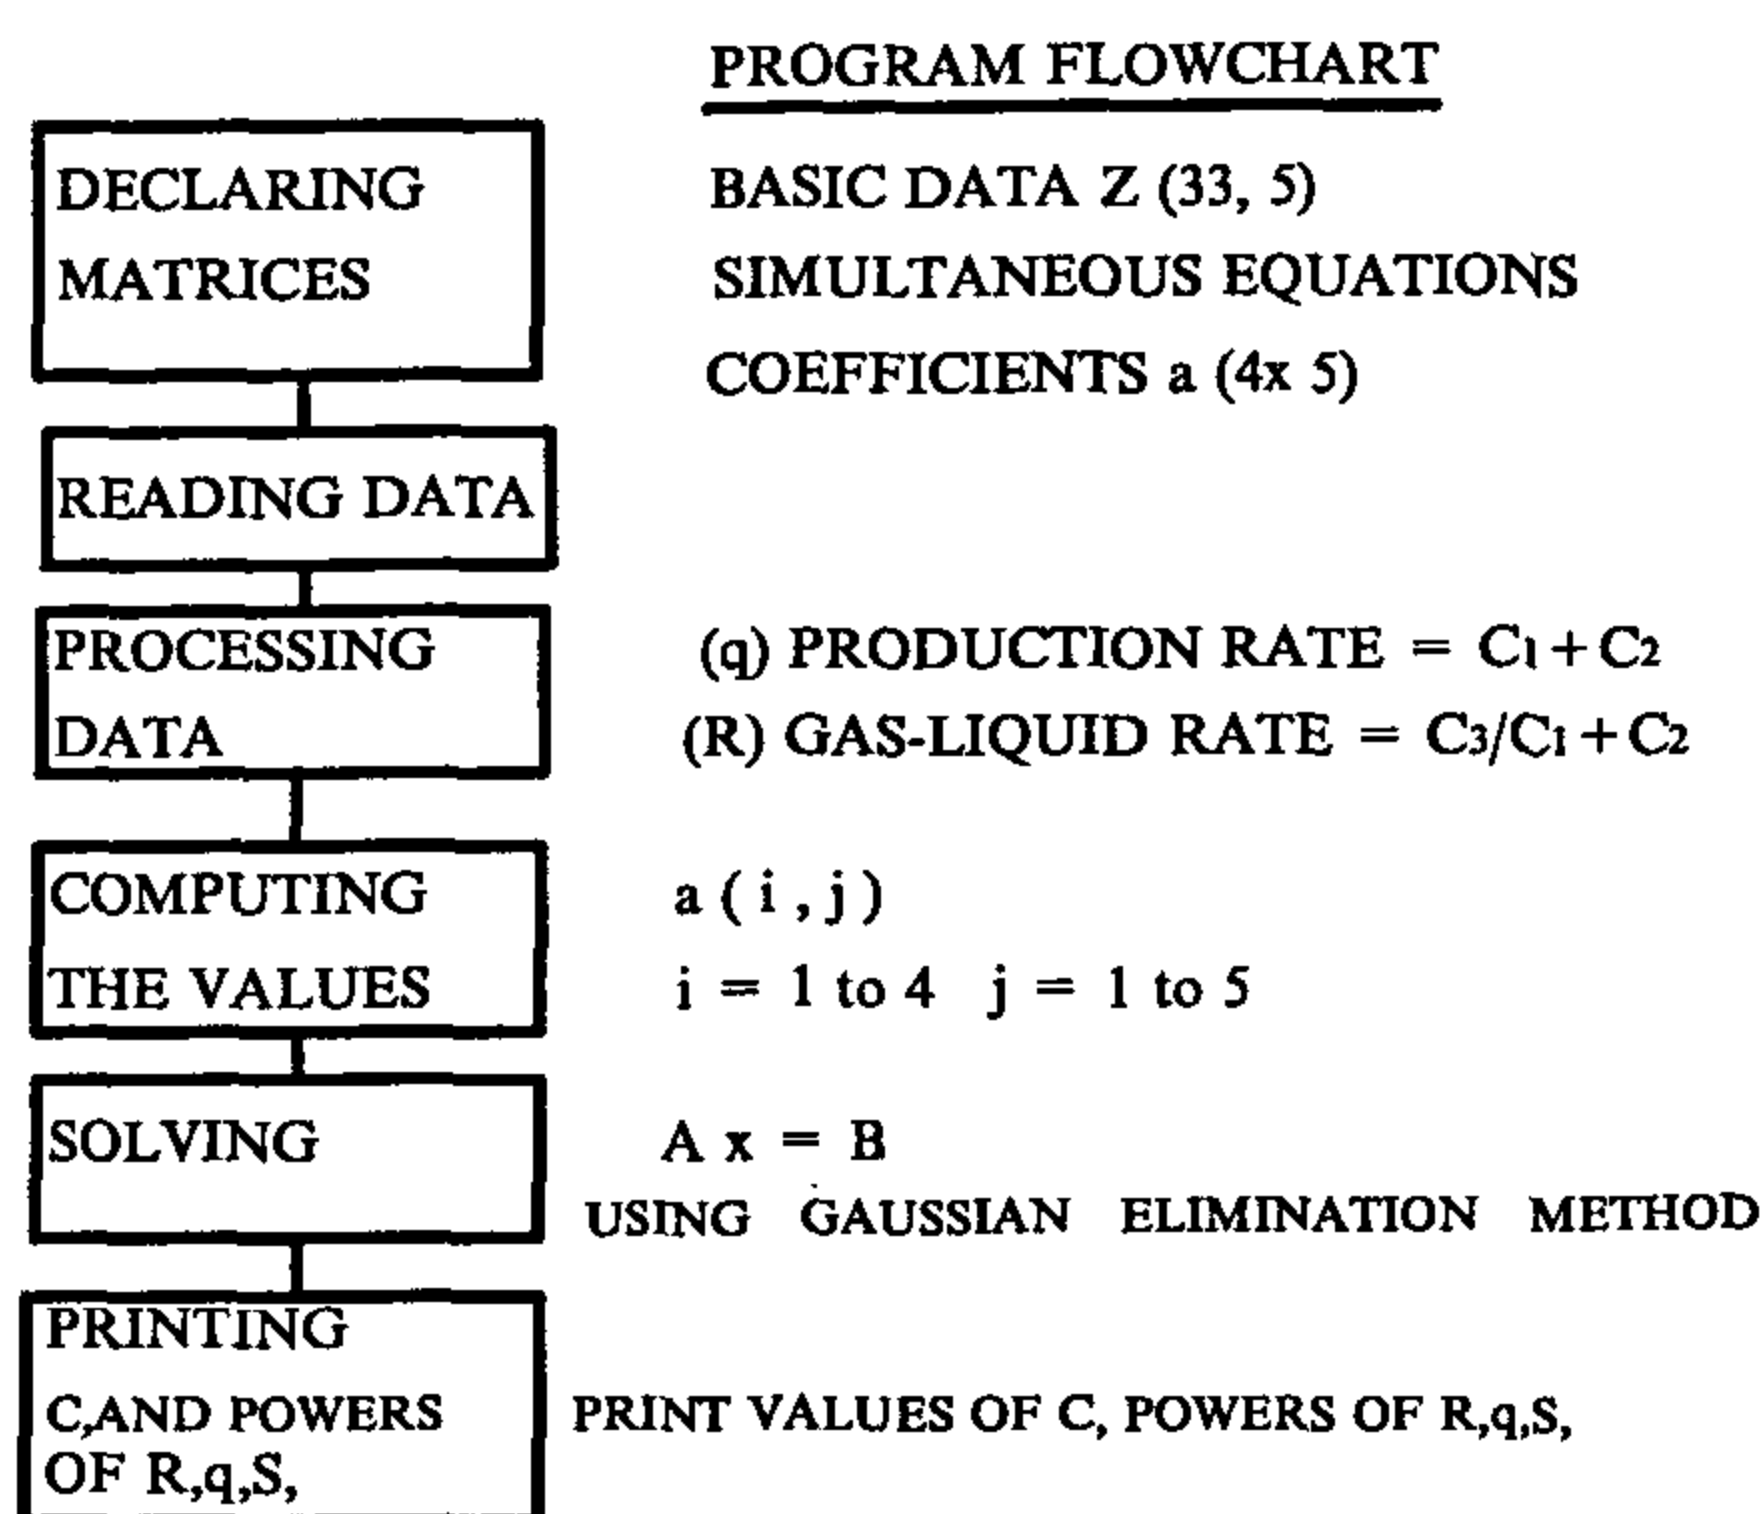 PROGRAM FLOWCHART
DECLARING
MATRICES
BASIC DATA Z (33, 5)
SIMULTANEOUS EQUATIONS
COEFFICIENTS a (4x 5)
READING DATA
PROCESSING
DATA
(q) PRODUCTION RATE = C1+C2
(R) GAS-LIQUID RATE = C3/C1+C2
COMPUTING
THE VALUES
a ( i , j )
i = 1 to 4 j = 1 to 5
SOLVING
A x = B
USING GAUSSIAN ELIMINATION METHOD
PRINTING
C,AND POWERS
OF R,q,S,
PRINT VALUES OF C, POWERS OF R,q,S,